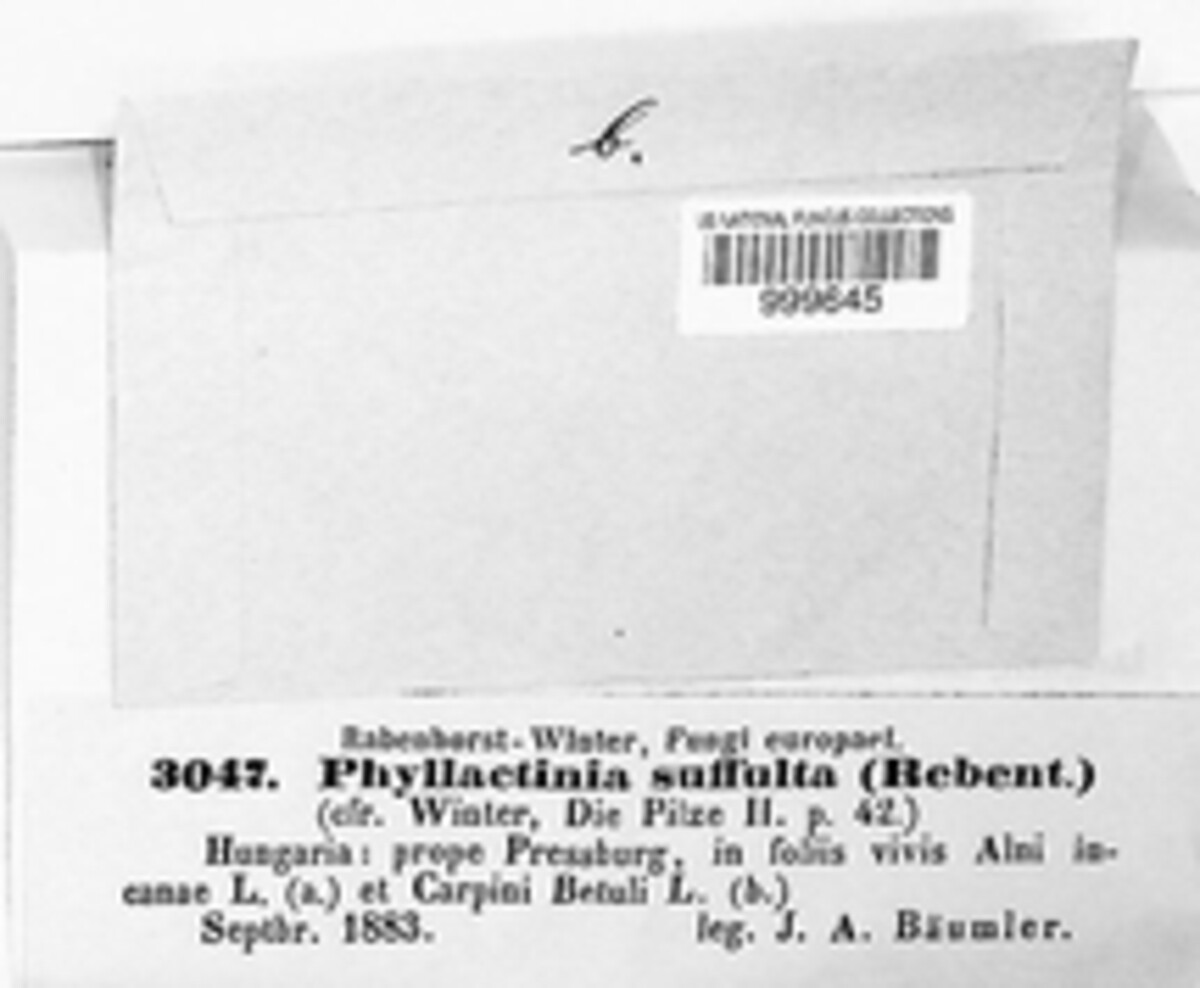 b.
US NATIONAL FUNGUS COLLECTIONS
999645
Rabenhorst-Winter, Fungi europaei.
3047. Phyllactinia suffulta (Rebent.)
(cfr. Winter, Die Pilze II. p. 42.)
Hungaria: prope Pressburg, in foliis vivis Alni in-
canae L. (a.) et Carpini Betuli L. (b.)
Septbr. 1883. leg. J. A. Bäumler.